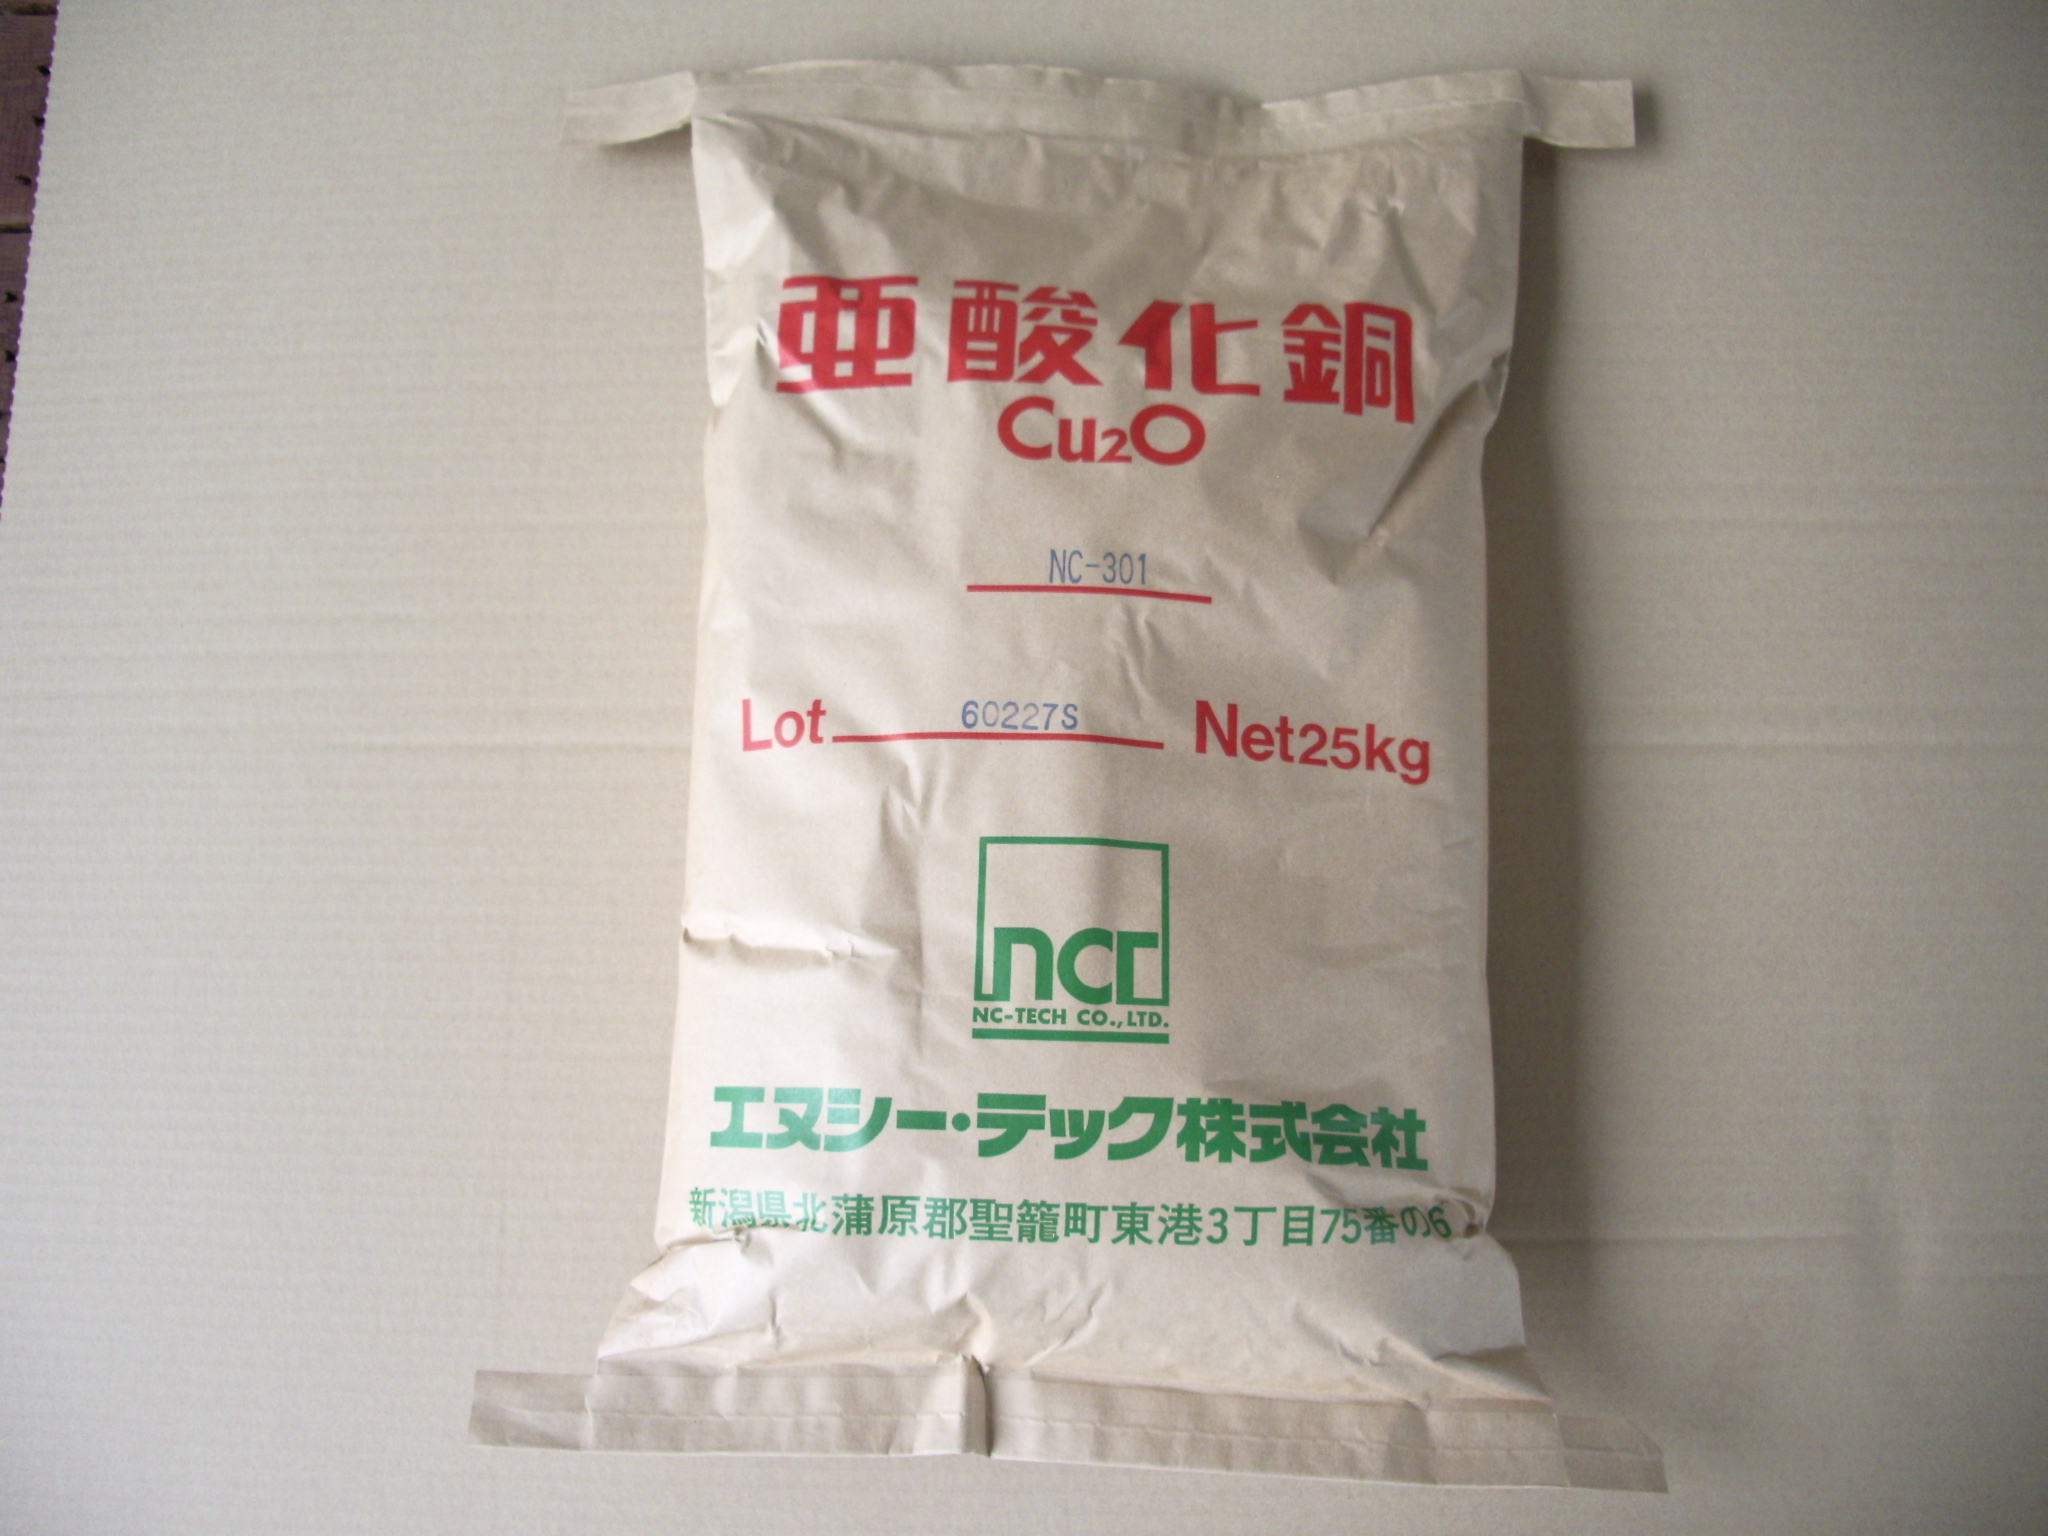 亜酸化銅
Cu₂O
NC-301
Lot 60227S Net25kg
nct
NC-TECH CO.,LTD.
エヌシー・テック株式会社
新潟県北蒲原郡聖籠町東港3丁目75番の6